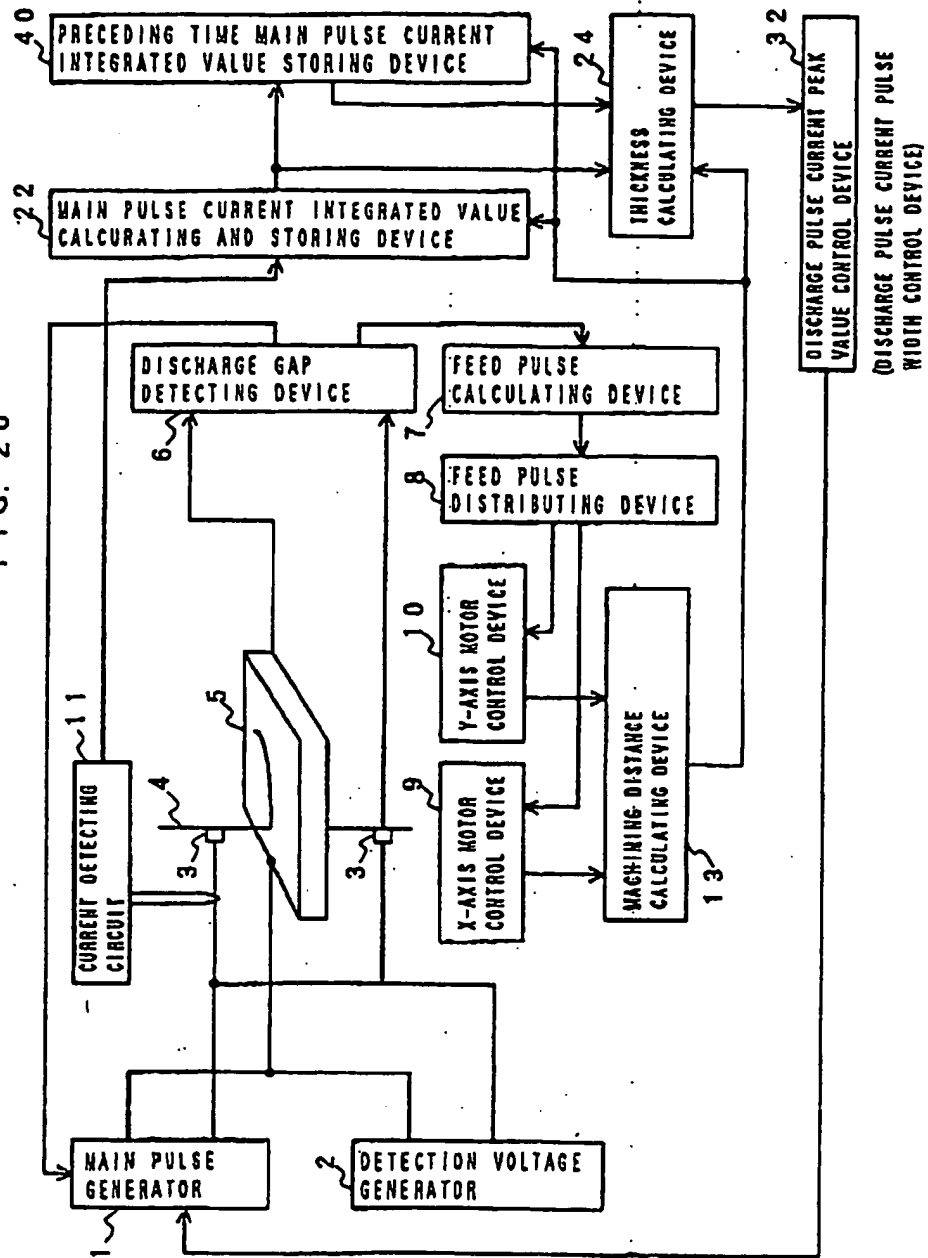 FIG.
CURRENT DETECTING
CIRCUIT
11
MAIN PULSE
GENERATOR
1
DETECTION VOLTAGE
GENERATOR
2
3
3
4
5
DISCHARGE GAP
DETECTING DEVICE
6
FEED PULSE
CALCULATING DEVICE
7
FEED PULSE
DISTRIBUTING DEVICE
8
X-AXIS MOTOR
CONTROL DEVICE
9
Y-AXIS MOTOR
CONTROL DEVICE
10
MACHINING DISTANCE
CALCULATING DEVICE
13
MAIN PULSE CURRENT INTEGRATED VALUE
CALCURATING AND STORING DEVICE
22
PRECEDING TIME MAIN PULSE CURRENT
INTEGRATED VALUE STORING DEVICE
40
THICKNESS
CALCULATING DEVICE
24
DISCHARGE PULSE CURRENT PEAK
VALUE CONTROL DEVICE
32
(DISCHARGE PULSE CURRENT PULSE
WIDTH CONTROL DEVICE)